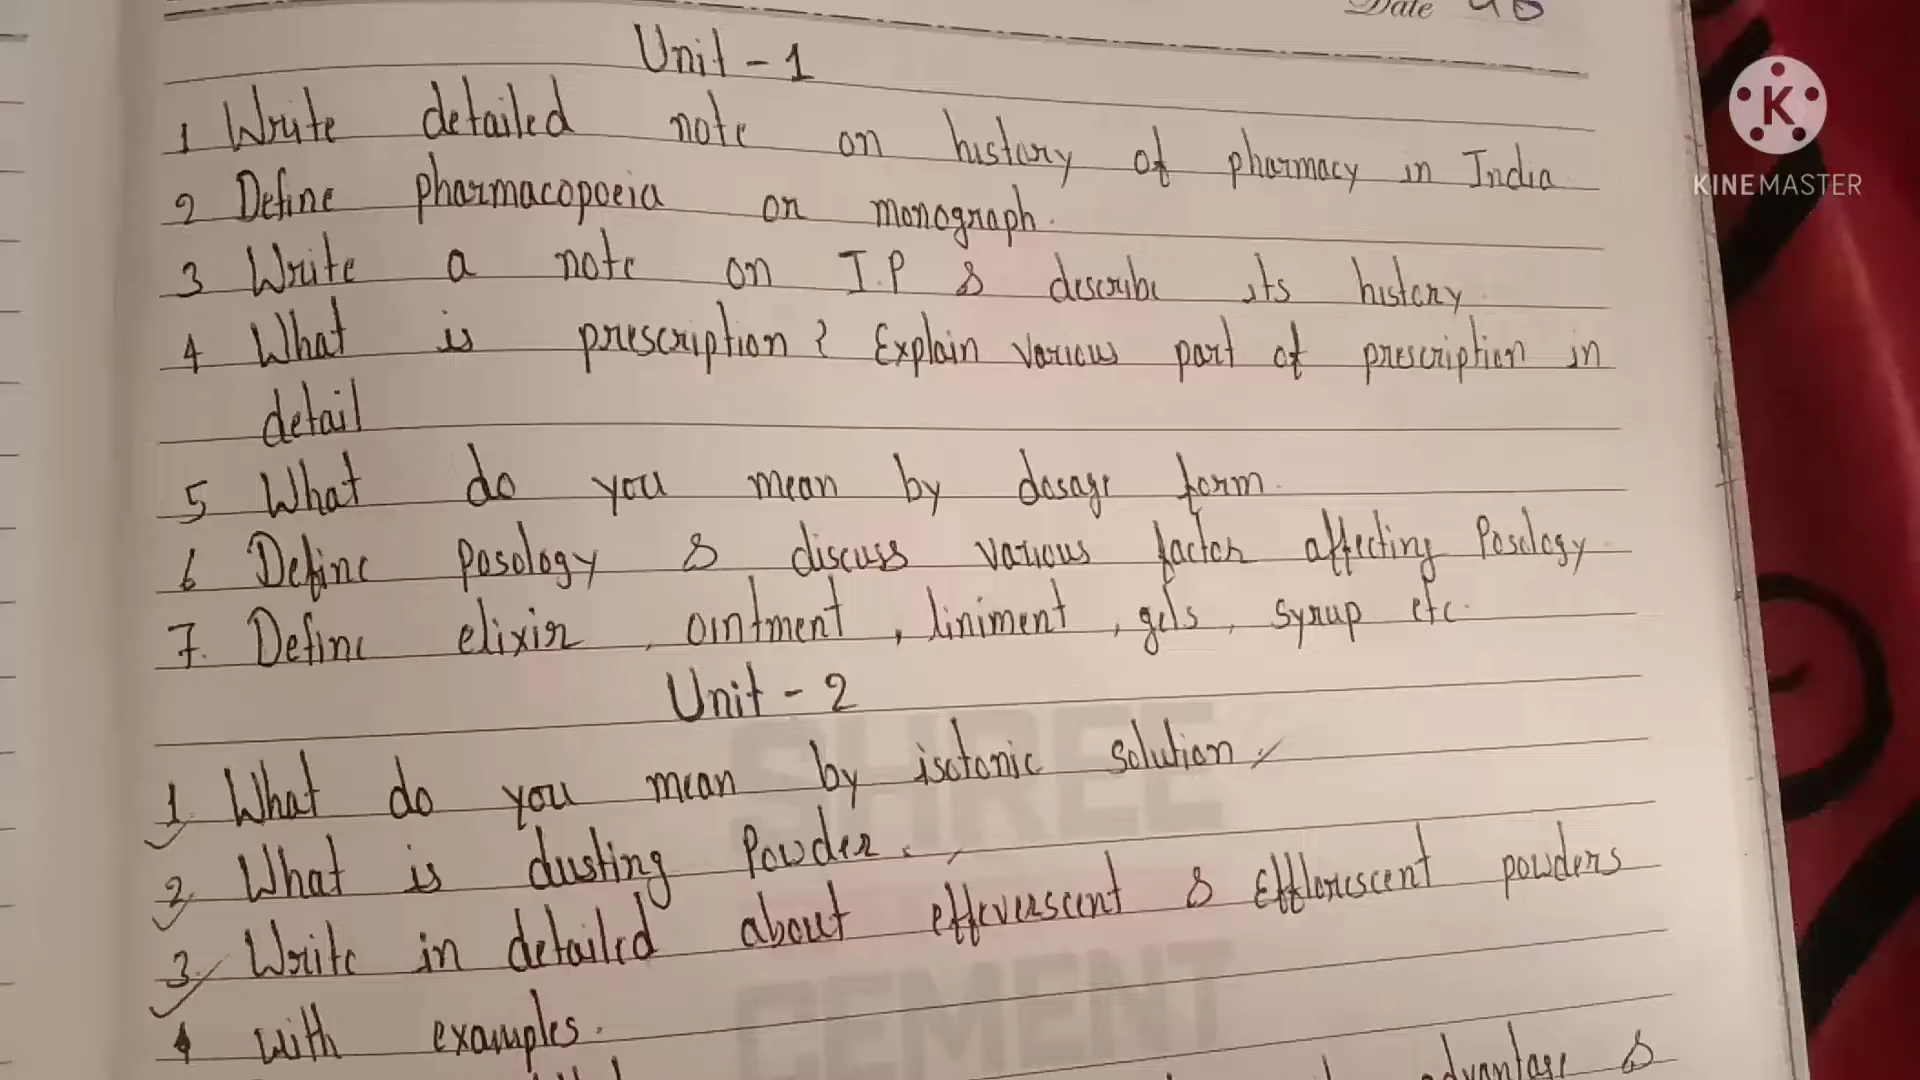 Date
Unit - 1
1 Write detailed note on history of pharmacy in India
2 Define pharmacopoeia or monograph.
3 Write a note on I.P & describe its history.
4 What is prescription? Explain various part of prescription in
detail
5 What do you mean by dosage form.
6 Define Posology & discuss various factor affecting Posology
7. Define elixir, ointment, liniment, gels, syrup etc.
Unit - 2
1. What do you mean by isotonic solution
2. What is dusting Powder.
3. Write in detailed about effeverscent & Efflorescent powders
4 with examples.
advantage &
KINEMASTER
SHREE
CEMENT